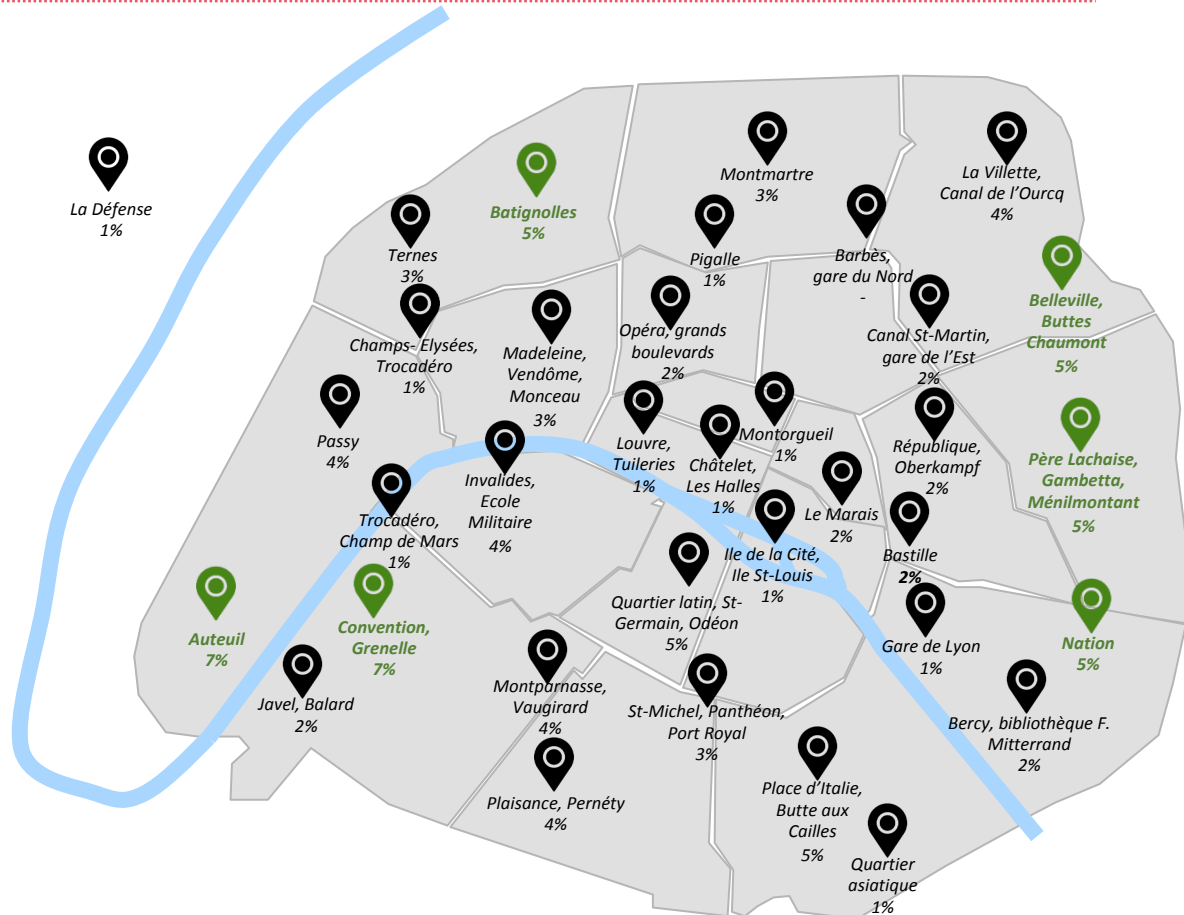 La Défense
1%
Ternes
3%
Batignolles
5%
Montmartre
3%
Pigalle
1%
Barbès,
gare du Nord
-
La Villette,
Canal de l’Ourcq
4%
Belleville,
Buttes
Chaumont
5%
Champs- Elysées,
Trocadéro
1%
Madeleine,
Vendôme,
Monceau
3%
Opéra, grands
boulevards
2%
Canal St-Martin,
gare de l’Est
2%
Passy
4%
Invalides,
Ecole
Militaire
4%
Louvre,
Tuileries
1%
Châtelet,
Les Halles
1%
Montorgueil
1%
République,
Oberkampf
2%
Père Lachaise,
Gambetta,
Ménilmontant
5%
Trocadéro,
Champ de Mars
1%
Le Marais
2%
Ile de la Cité,
Ile St-Louis
1%
Bastille
2%
Auteuil
7%
Convention,
Grenelle
7%
Quartier latin, St-
Germain, Odéon
5%
Gare de Lyon
1%
Nation
5%
Javel, Balard
2%
Montparnasse,
Vaugirard
4%
St-Michel, Panthéon,
Port Royal
3%
Bercy, bibliothèque F.
Mitterrand
2%
Plaisance, Pernéty
4%
Place d’Italie,
Butte aux
Cailles
5%
Quartier
asiatique
1%